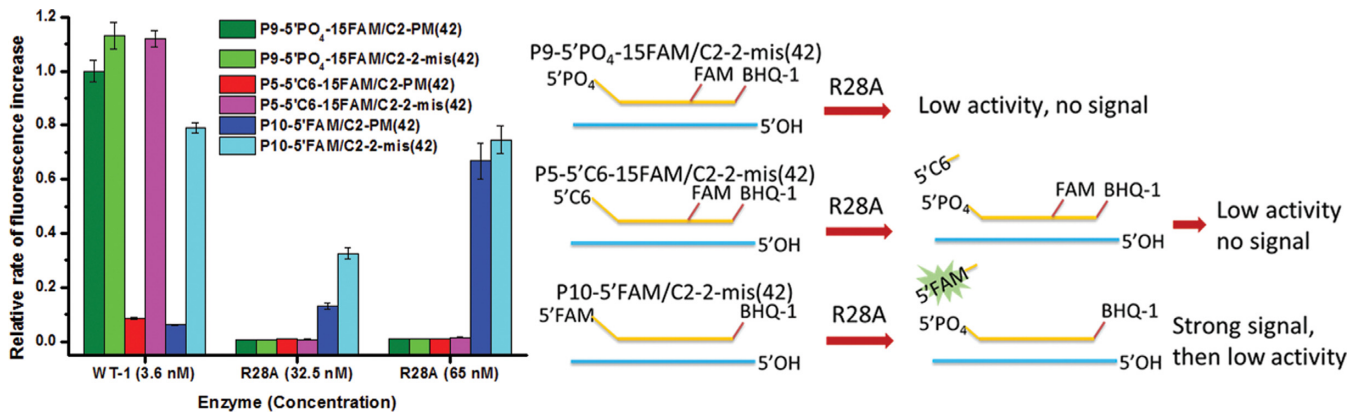 Relative rate of fluorescence increase
1.2
1.0
0.8
0.6
0.4
0.2
0.0
P9-5'PO4-15FAM/C2-PM(42)
P9-5'PO4-15FAM/C2-2-mis(42)
P5-5'C6-15FAM/C2-PM(42)
P5-5'C6-15FAM/C2-2-mis(42)
P10-5'FAM/C2-PM(42)
P10-5'FAM/C2-2-mis(42)
WT-1 (3.6 nM)
R28A (32.5 nM)
R28A (65 nM)
Enzyme (Concentration)
P9-5'PO4-15FAM/C2-2-mis(42)
5'PO4
FAM
BHQ-1
5'OH
R28A
Low activity, no signal
P5-5'C6-15FAM/C2-2-mis(42)
5'C6
FAM
BHQ-1
5'OH
R28A
5'C6
5'PO4
FAM
BHQ-1
5'OH
Low activity
no signal
P10-5'FAM/C2-2-mis(42)
5'FAM
BHQ-1
5'OH
R28A
5'FAM
5'PO4
BHQ-1
5'OH
Strong signal,
then low activity